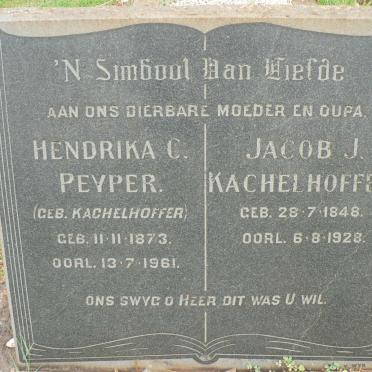 'N Simbool Van Liefde
AAN ONS DIERBARE MOEDER EN OUPA.
HENDRIKA C. PEYPER.
(GEB. KACHELHOFFER)
GEB. 11-11-1873.
OORL. 13-7-1961.
JACOB J. KACHELHOFFE
GEB. 28-7-1848.
OORL. 6-8-1928.
ONS SWYG O HEER DIT WAS U WIL.